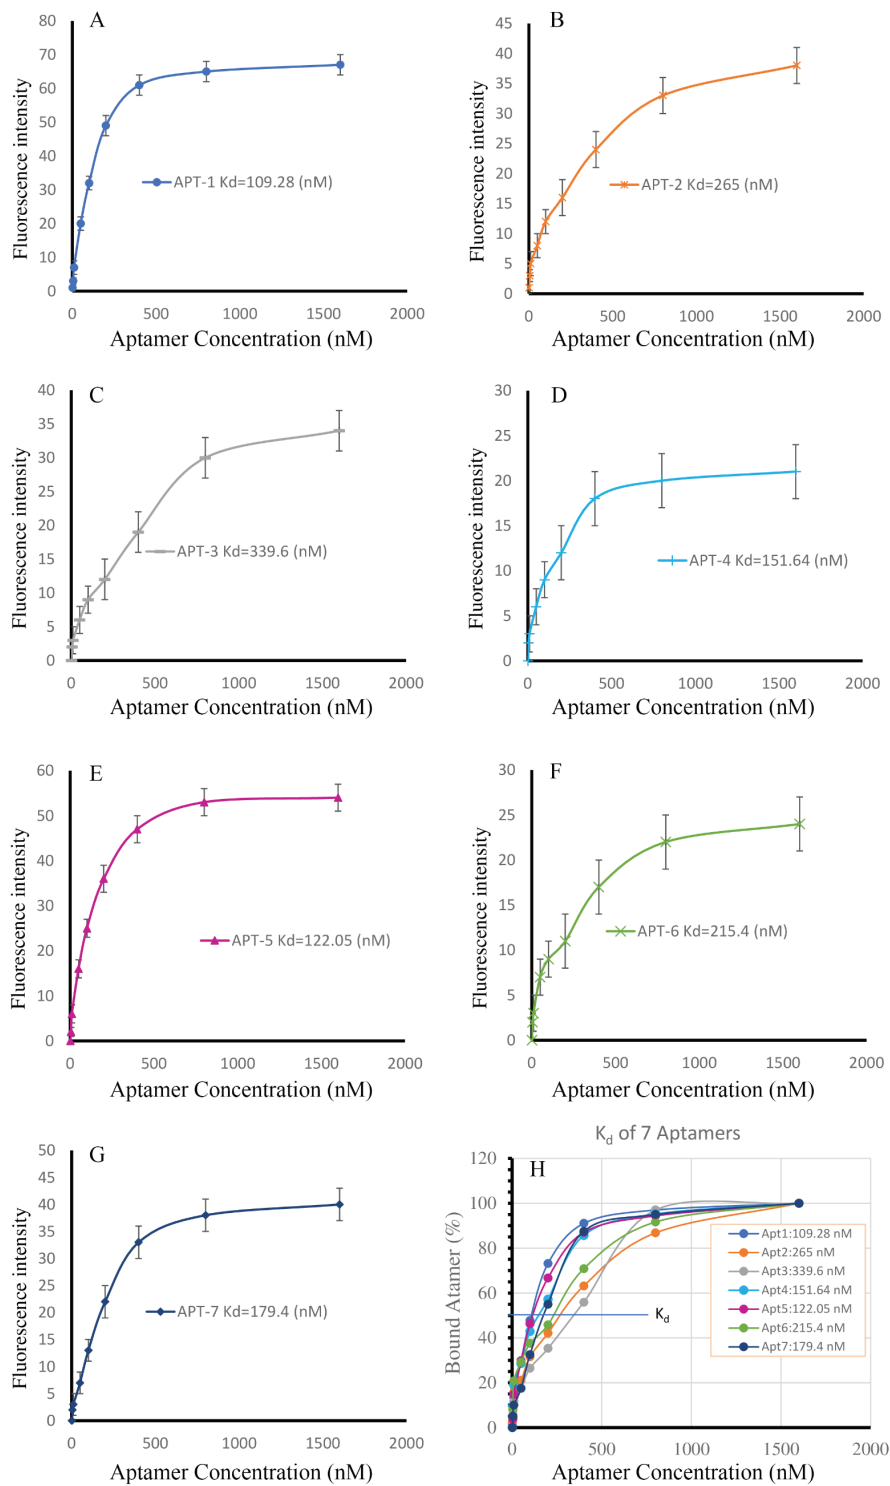 A
80
70
60
50
40
30
20
10
0
Fluorescence intensity
APT-1 Kd=109.28 (nM)
0 500 1000 1500 2000
Aptamer Concentration (nM)
B
45
40
35
30
25
20
15
10
5
0
Fluorescence intensity
APT-2 Kd=265 (nM)
0 500 1000 1500 2000
Aptamer Concentration (nM)
C
40
35
30
25
20
15
10
5
0
Fluorescence intensity
APT-3 Kd=339.6 (nM)
0 500 1000 1500 2000
Aptamer Concentration (nM)
D
30
25
20
15
10
5
0
Fluorescence intensity
APT-4 Kd=151.64 (nM)
0 500 1000 1500 2000
Aptamer Concentration (nM)
E
60
50
40
30
20
10
0
Fluorescence intensity
APT-5 Kd=122.05 (nM)
0 500 1000 1500 2000
Aptamer Concentration (nM)
F
30
25
20
15
10
5
0
Fluorescence intensity
APT-6 Kd=215.4 (nM)
0 500 1000 1500 2000
Aptamer Concentration (nM)
G
50
45
40
35
30
25
20
15
10
5
0
Fluorescence intensity
APT-7 Kd=179.4 (nM)
0 500 1000 1500 2000
Aptamer Concentration (nM)
Kd of 7 Aptamers
H
120
100
80
60
40
20
0
Bound Atamer (%)
Apt1:109.28 nM
Apt2:265 nM
Apt3:339.6 nM
Apt4:151.64 nM
Apt5:122.05 nM
Apt6:215.4 nM
Apt7:179.4 nM
Kd
0 500 1000 1500 2000
Aptamer Concentration (nM)